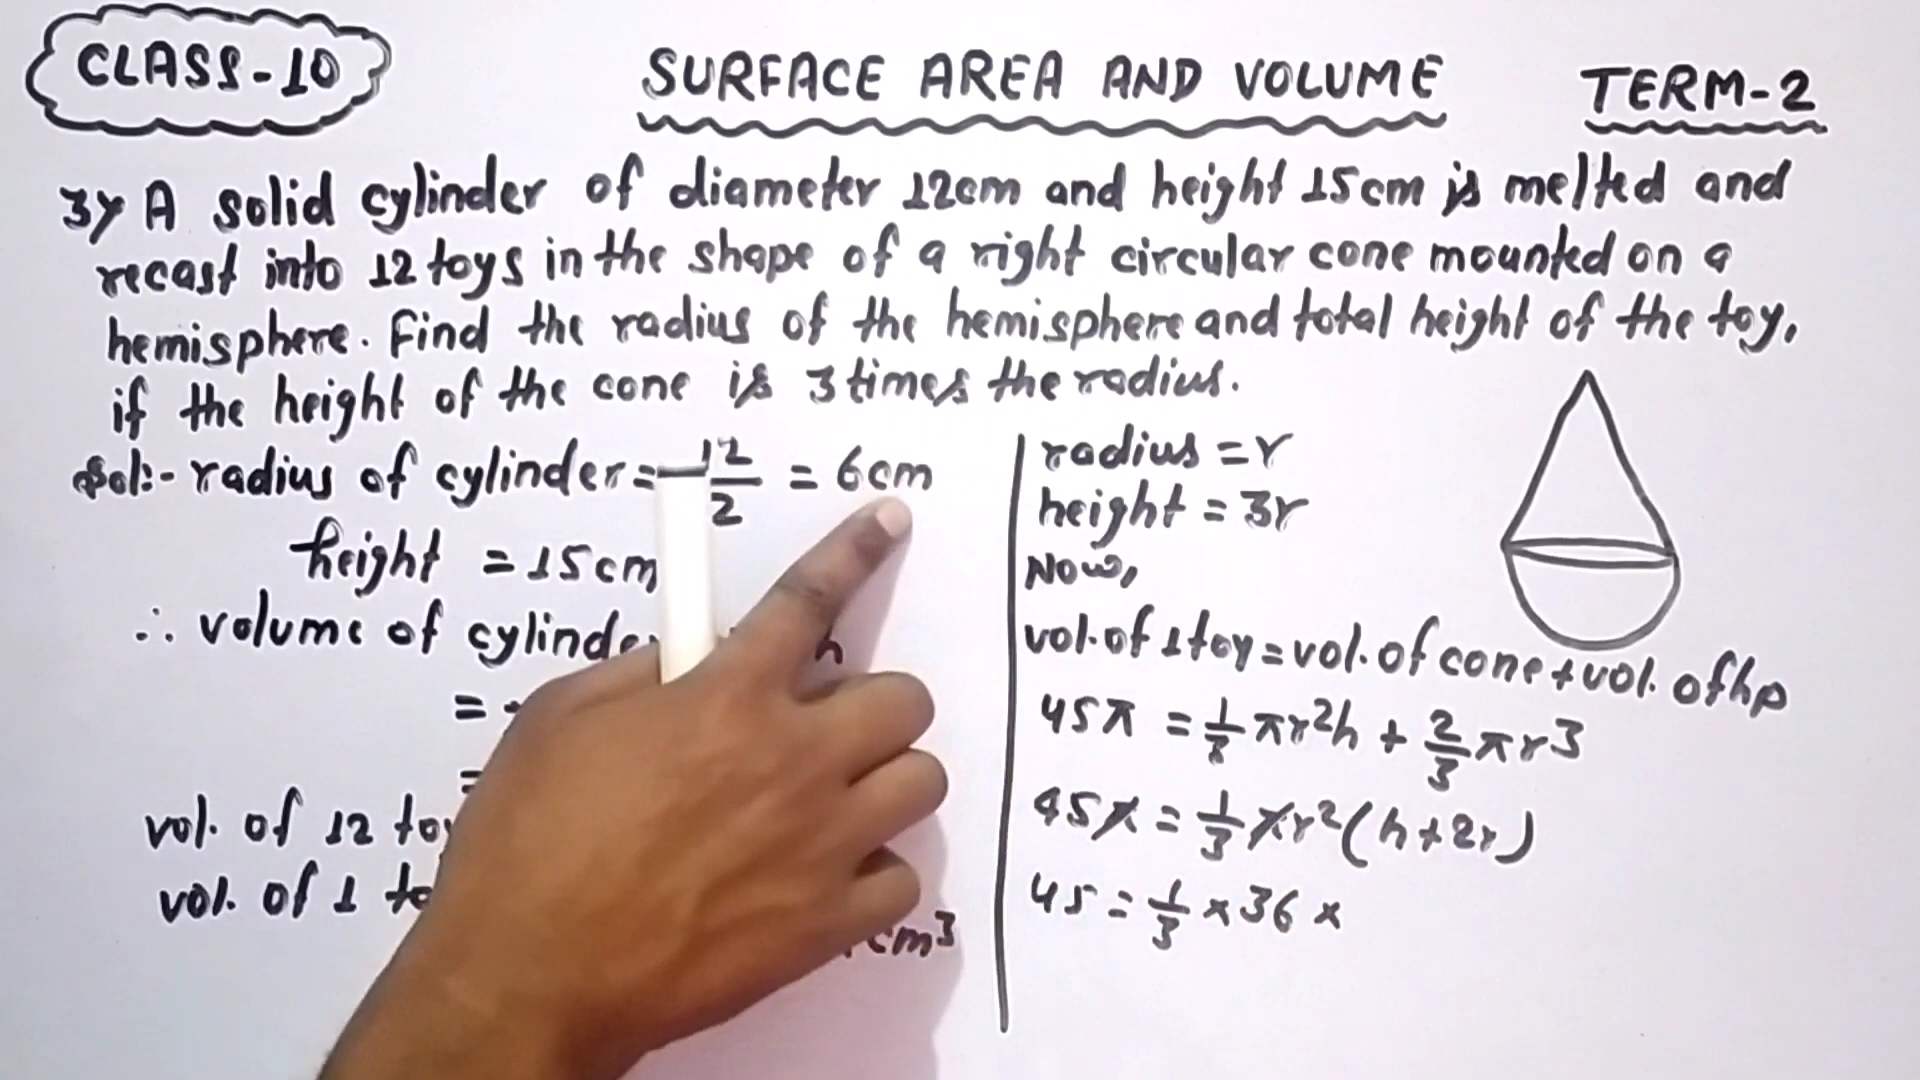 CLASS-10
SURFACE AREA AND VOLUME
TERM-2
3) A solid cylinder of diameter 12cm and height 15cm is melted and
recast into 12 toys in the shape of a right circular cone mounted on a
hemisphere. Find the radius of the hemisphere and total height of the toy,
if the height of the cone is 3 times the radius.
Sol:- radius of cylinder = 12/2 = 6cm
height = 15cm
∴ volume of
=
=
vol. of 12
vol. of 1
cm³
radius = r
height = 3r
Now,
vol. of 1 toy = vol. of cone + vol. of hp
45π = 1/3 πr²h + 2/3 πr³
45π = 1/3 πr² (h+2r)
45 = 1/3 × 36 ×